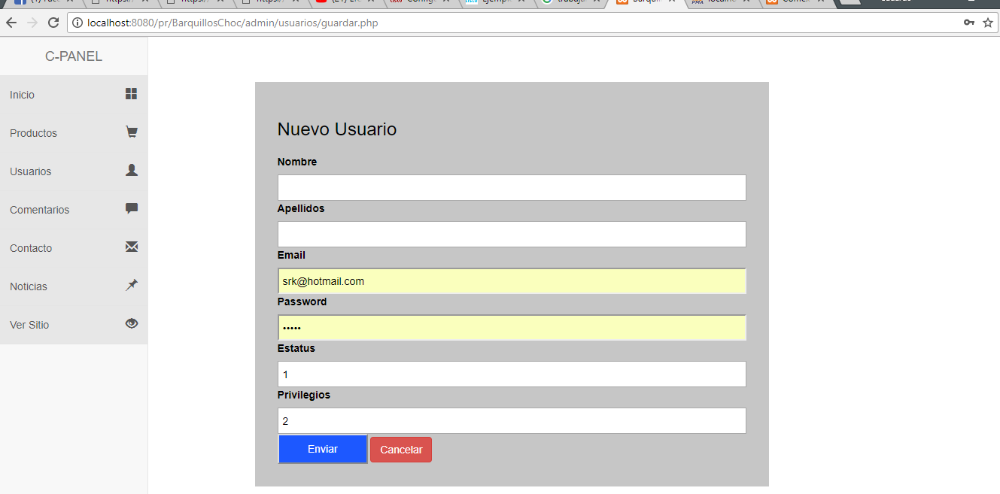 localhost:8080/pr/BarquillosChoc/admin/usuarios/guardar.php
C-PANEL
Inicio
Productos
Usuarios
Comentarios
Contacto
Noticias
Ver Sitio
Nuevo Usuario
Nombre
Apellidos
Email
srk@hotmail.com
Password
•••••
Estatus
1
Privilegios
2
Enviar
Cancelar